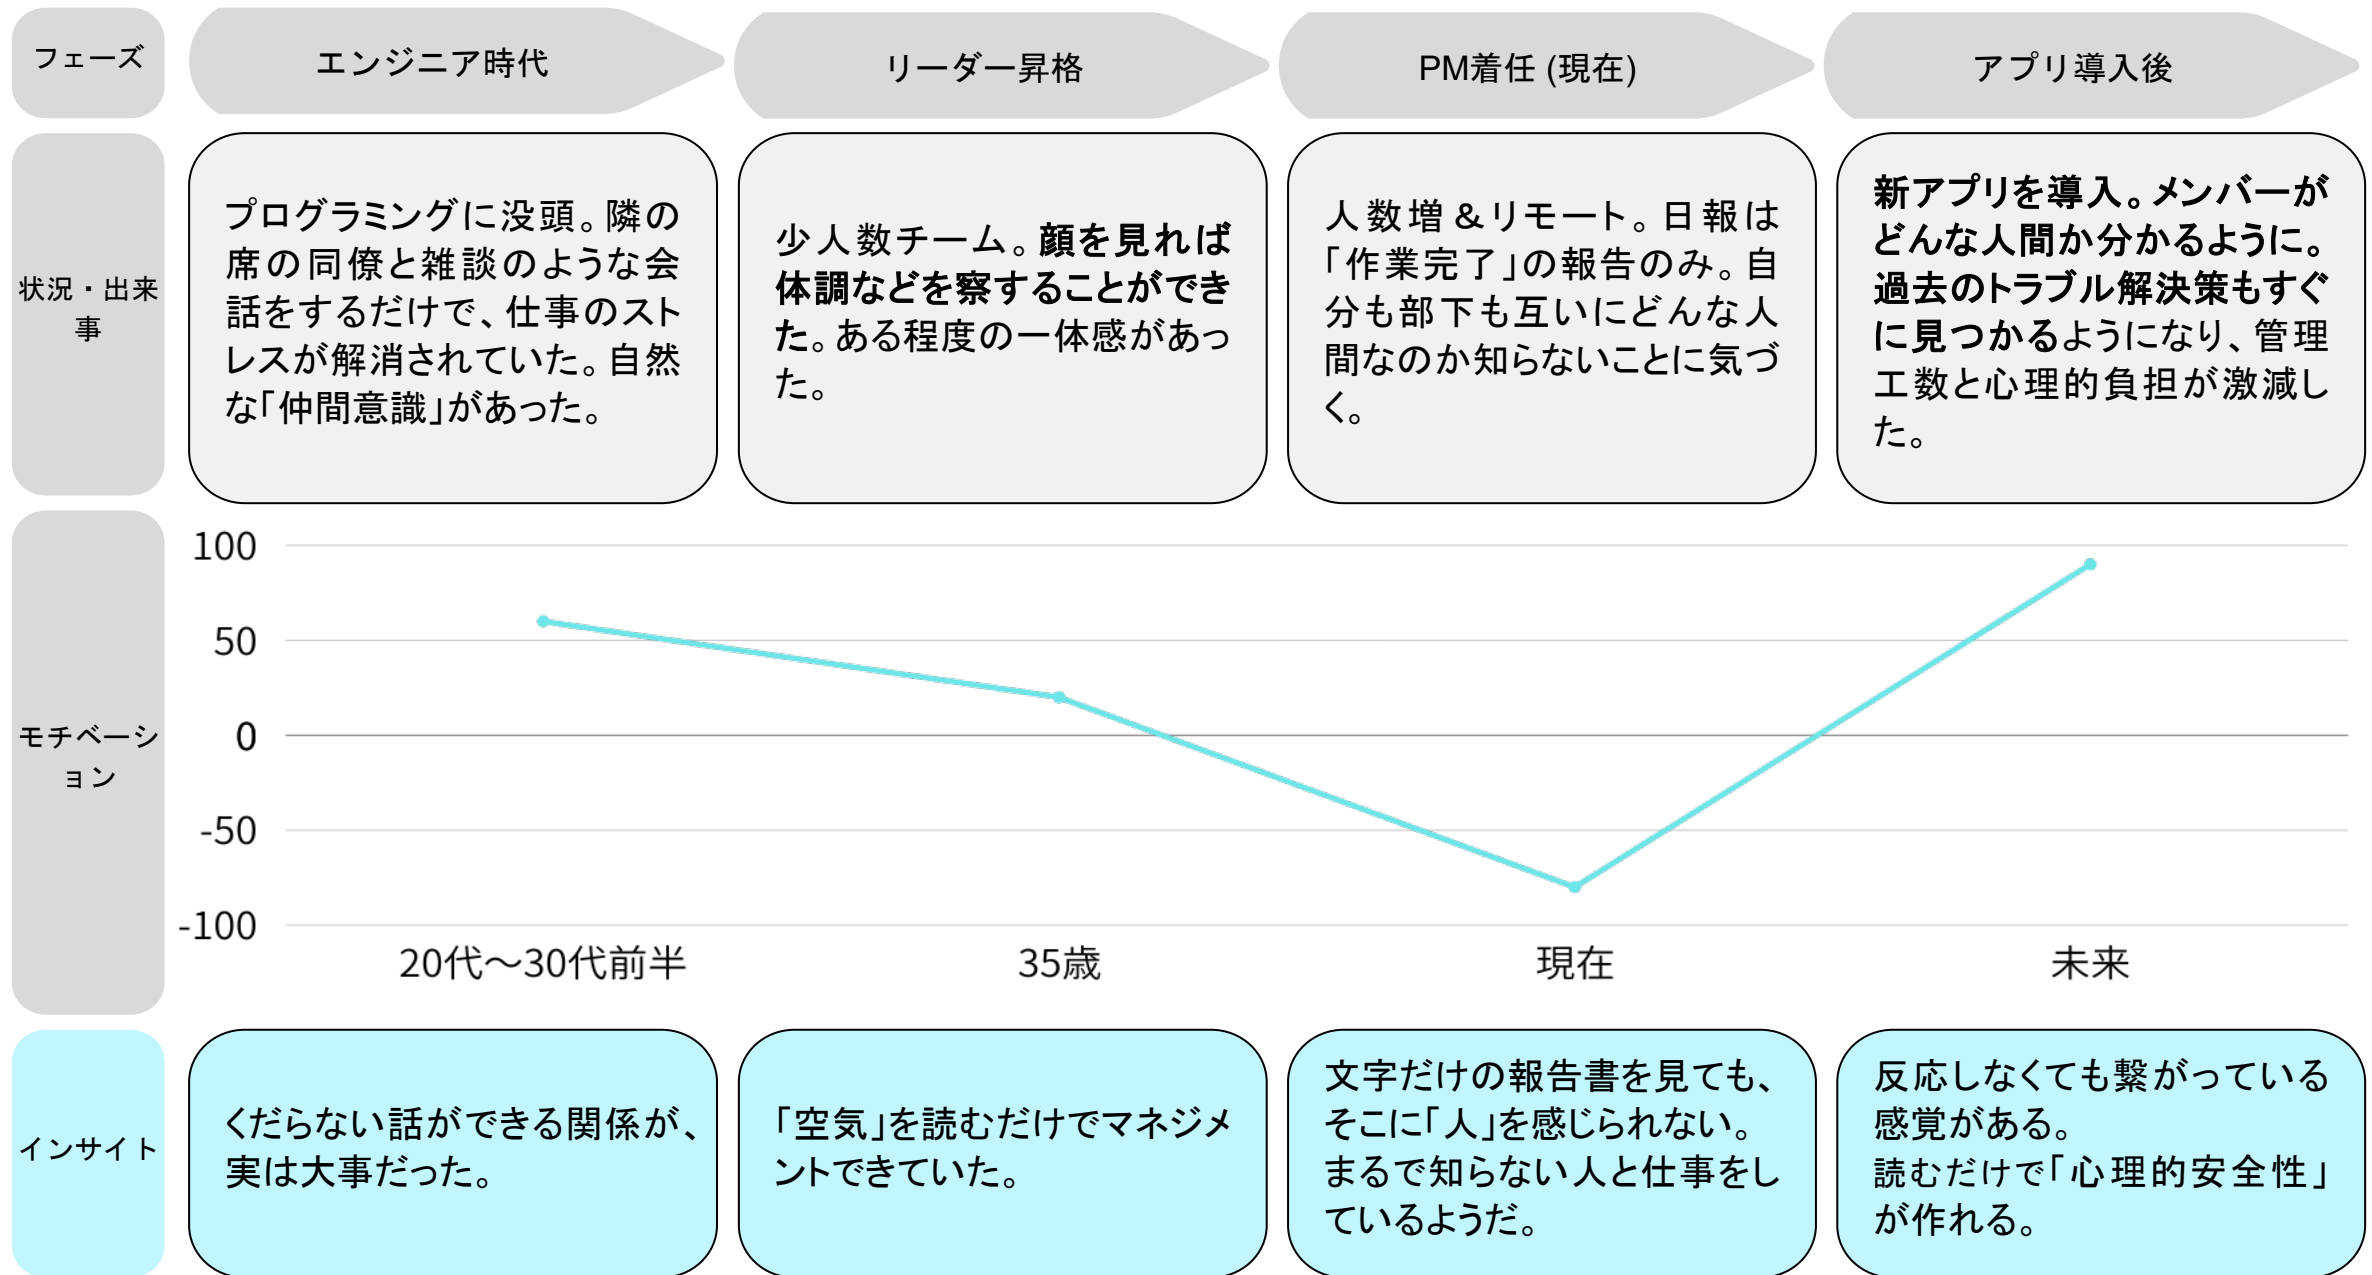 フェーズ
エンジニア時代
リーダー昇格
PM着任 (現在)
アプリ導入後
状況・出来
事
プログラミングに没頭。隣の
席の同僚と雑談のような会
話をするだけで、仕事のスト
レスが解消されていた。自然
な「仲間意識」があった。
少人数チーム。顔を見れば
体調などを察することができ
た。ある程度の一体感があっ
た。
人数増＆リモート。日報は
「作業完了」の報告のみ。自
分も部下も互いにどんな人
間なのか知らないことに気づ
く。
新アプリを導入。メンバーが
どんな人間か分かるように。
過去のトラブル解決策もすぐ
に見つかるようになり、管理
工数と心理的負担が激減し
た。
モチベーシ
ョン
100
50
0
-50
-100
20代～30代前半
35歳
現在
未来
インサイト
くだらない話ができる関係が、
実は大事だった。
「空気」を読むだけでマネジメ
ントできていた。
文字だけの報告書を見ても、
そこに「人」を感じられない。
まるで知らない人と仕事をし
ているようだ。
反応しなくても繋がっている
感覚がある。
読むだけで「心理的安全性」
が作れる。